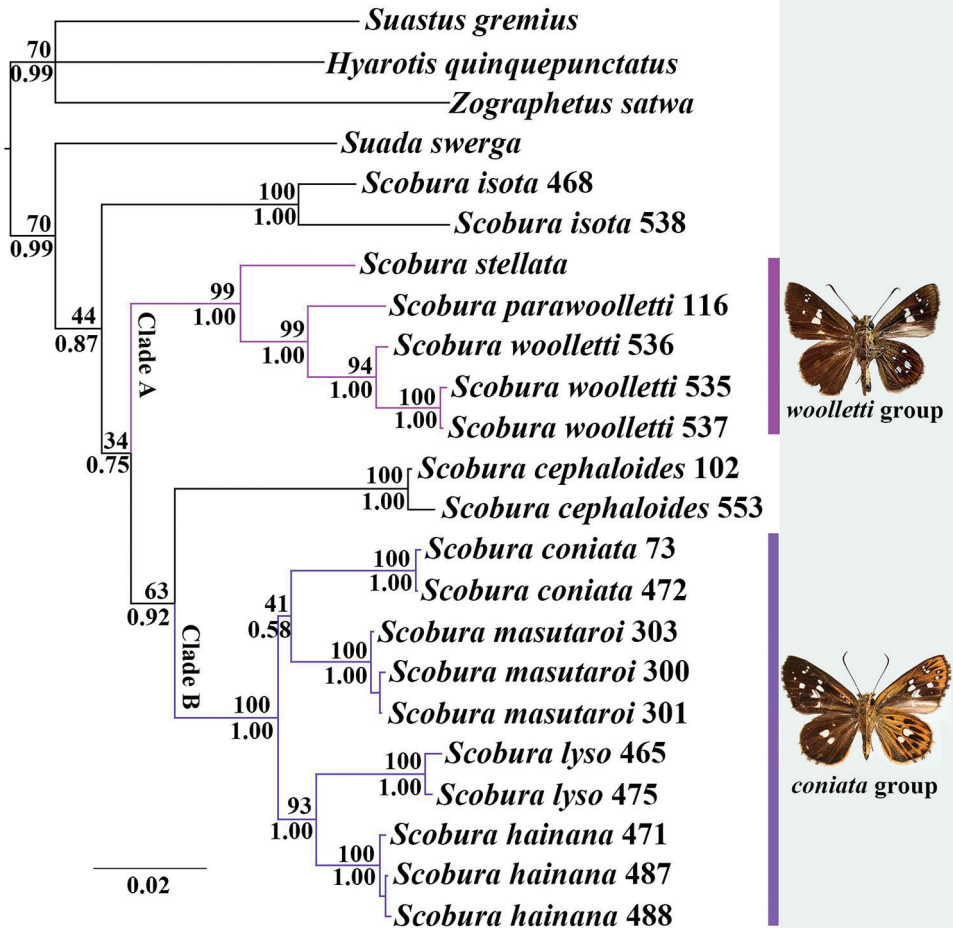 Suastus gremius
70
0.99
Hyarotis quinquepunctatus
Zographetus satwa
Suada swerga
70
0.99
100
1.00
Scobura isota 468
Scobura isota 538
44
0.87
Clade A
99
1.00
Scobura stellata
99
1.00
Scobura parawoolletti 116
94
1.00
Scobura woolletti 536
100
1.00
Scobura woolletti 535
Scobura woolletti 537
woolletti group
34
0.75
100
1.00
Scobura cephaloides 102
Scobura cephaloides 553
63
0.92
Clade B
100
1.00
Scobura coniata 73
Scobura coniata 472
41
0.58
100
1.00
Scobura masutaroi 303
Scobura masutaroi 300
Scobura masutaroi 301
100
1.00
100
1.00
Scobura lyso 465
Scobura lyso 475
93
1.00
100
1.00
Scobura hainana 471
Scobura hainana 487
Scobura hainana 488
coniata group
0.02